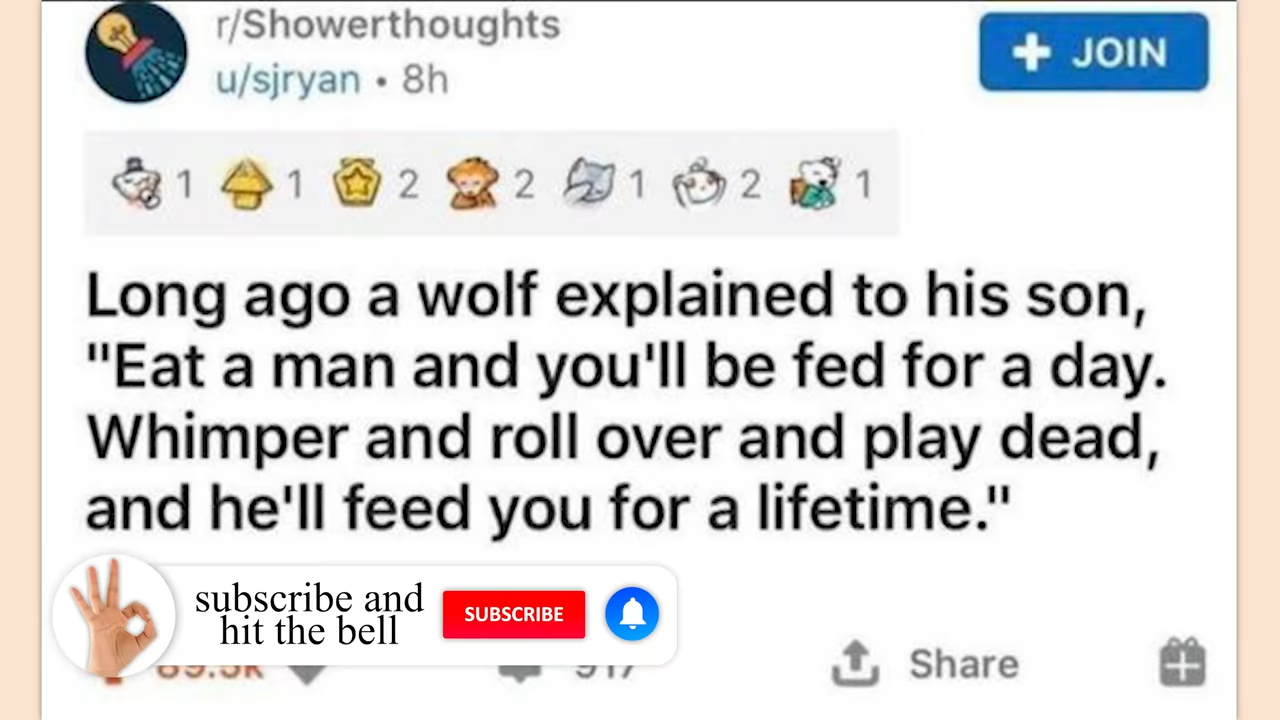 r/Showerthoughts
u/sjryan • 8h
+ JOIN
1 1 2 2 1 2 1
Long ago a wolf explained to his son,
"Eat a man and you'll be fed for a day.
Whimper and roll over and play dead,
and he'll feed you for a lifetime."
subscribe and
hit the bell
SUBSCRIBE
Share